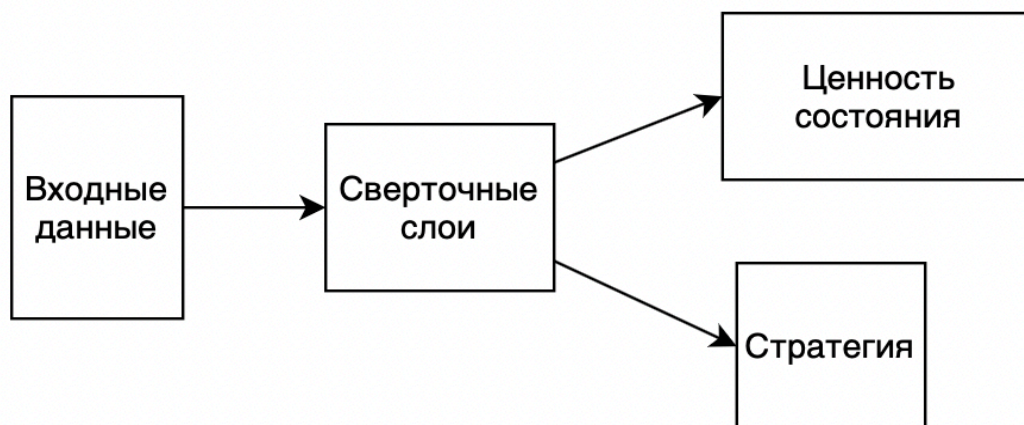 Входные
данные
Сверточные
слои
Ценность
состояния
Стратегия